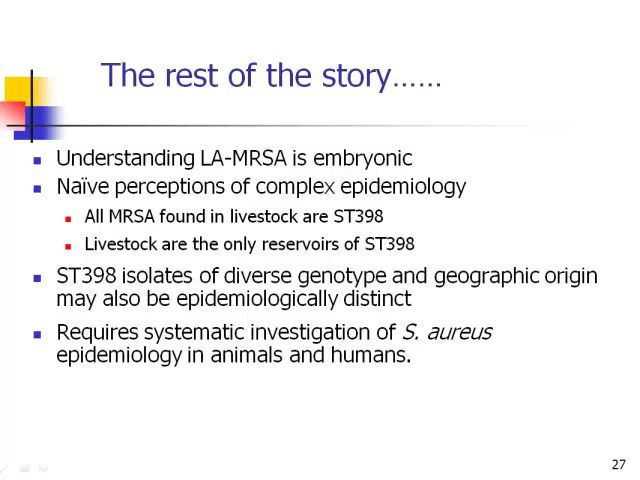 The rest of the story……
Understanding LA-MRSA is embryonic
Naïve perceptions of complex epidemiology
All MRSA found in livestock are ST398
Livestock are the only reservoirs of ST398
ST398 isolates of diverse genotype and geographic origin
may also be epidemiologically distinct
Requires systematic investigation of S. aureus
epidemiology in animals and humans.
27